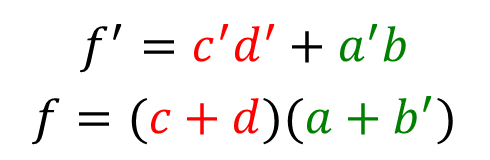 f′ = c′d′ + a′b
f = (c + d)(a + b′)